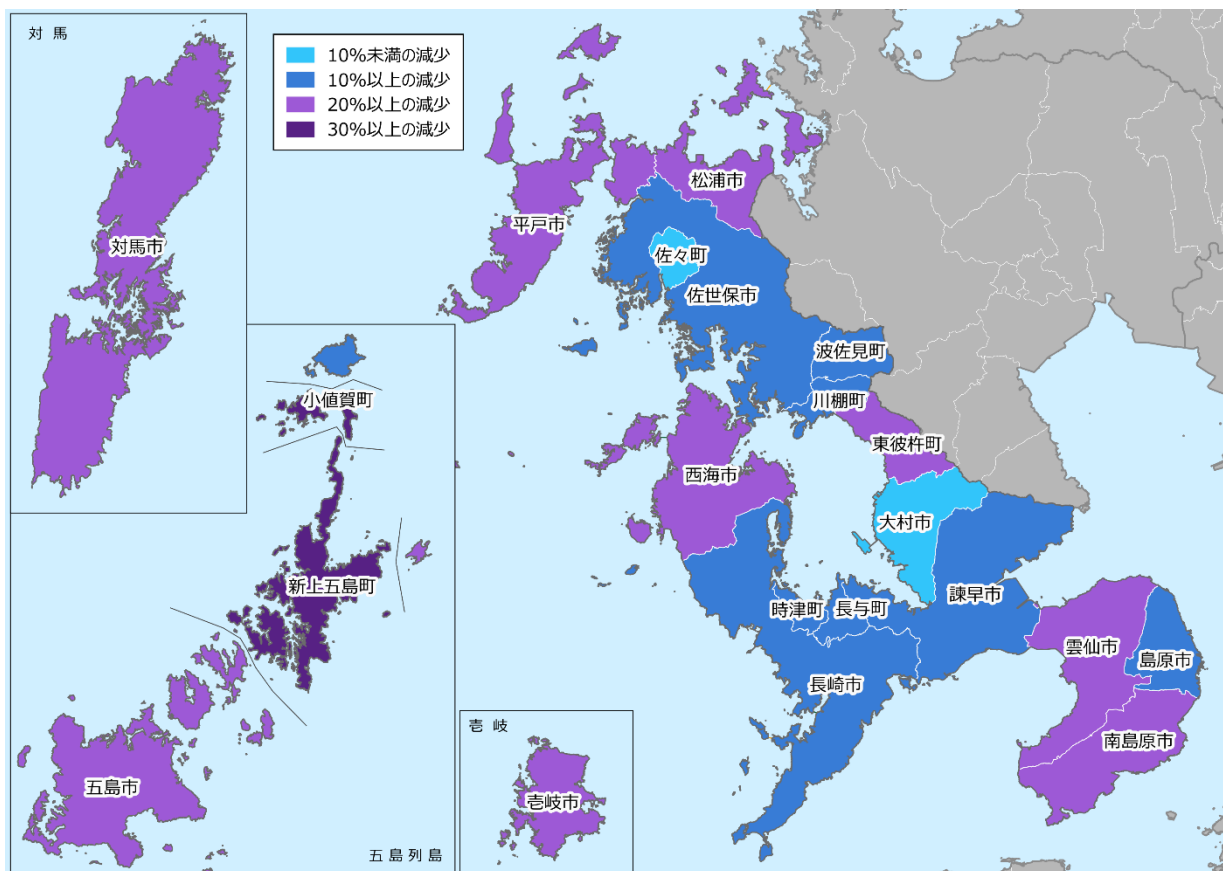 対馬
10%未満の減少
10%以上の減少
20%以上の減少
30%以上の減少
松浦市
平戸市
対馬市
佐々町
佐世保市
波佐見町
小値賀町
川棚町
東彼杵町
西海市
大村市
新上五島町
時津町
長与町
諫早市
雲仙市
島原市
長崎市
南島原市
壱岐
五島市
壱岐市
五島列島